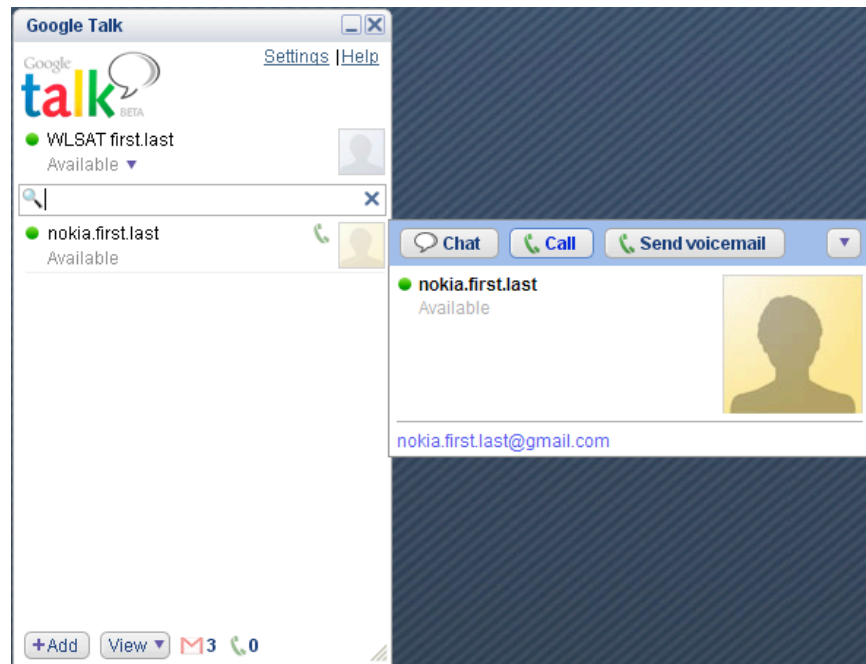 Google Talk
Settings | Help
Google
talk
BETA
WLSAT first.last
Available
nokia.first.last
Available
Chat
Call
Send voicemail
nokia.first.last
Available
nokia.first.last@gmail.com
+Add
View
3
0